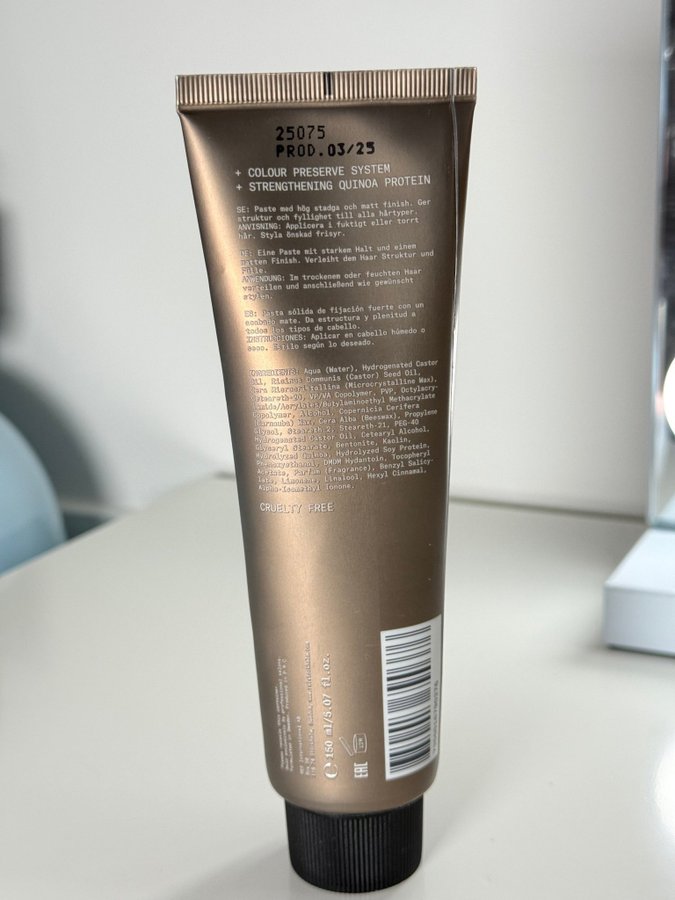 25075
PROD.03/25
+ COLOUR PRESERVE SYSTEM
+ STRENGTHENING QUINOA PROTEIN
SE: Paste med hög stadga och matt finish. Ger
struktur och fyllighet till alla hårtyper.
ANVISNING: Applicera i fuktigt eller torrt
hår. Styla önskad frisyr.
DE: Eine Paste mit starkem Halt und einem
matten Finish. Verleiht dem Haar Struktur und
Fülle.
ANWENDUNG: Im trockenem oder feuchten Haar
verteilen und anschließend wie gewünscht
stylen.
ES: Pasta sólida de fijación fuerte con un
acabado mate. Da estructura y plenitud a
todos los tipos de cabello.
INSTRUCCIONES: Aplicar en cabello húmedo o
seco. Estilo según lo deseado.
INGREDIENTS: Aqua (Water), Hydrogenated Castor
Oil, Ricinus Communis (Castor) Seed Oil,
Cera Microcristallina (Microcrystalline Wax),
Ceteareth-20, VP/VA Copolymer, PVP, Octylacry-
lamide/Acrylates/Butylaminoethyl Methacrylate
Copolymer, Alcohol, Copernicia Cerifera
(Carnauba) Wax, Cera Alba (Beeswax), Propylene
Glycol, Steareth-2, Steareth-21, PEG-40
Hydrogenated Castor Oil, Cetearyl Alcohol,
Glyceryl Stearate, Bentonite, Kaolin,
Hydrolyzed Quinoa, Hydrolyzed Soy Protein,
Phenoxyethanol, DMDM Hydantoin, Tocopheryl
Acetate, Parfum (Fragrance), Benzyl Salicy-
late, Limonene, Linalool, Hexyl Cinnamal,
Alpha-Isomethyl Ionone.
CRUELTY FREE
℮ 150 ml/5.07 fl.oz.
12M
EAC